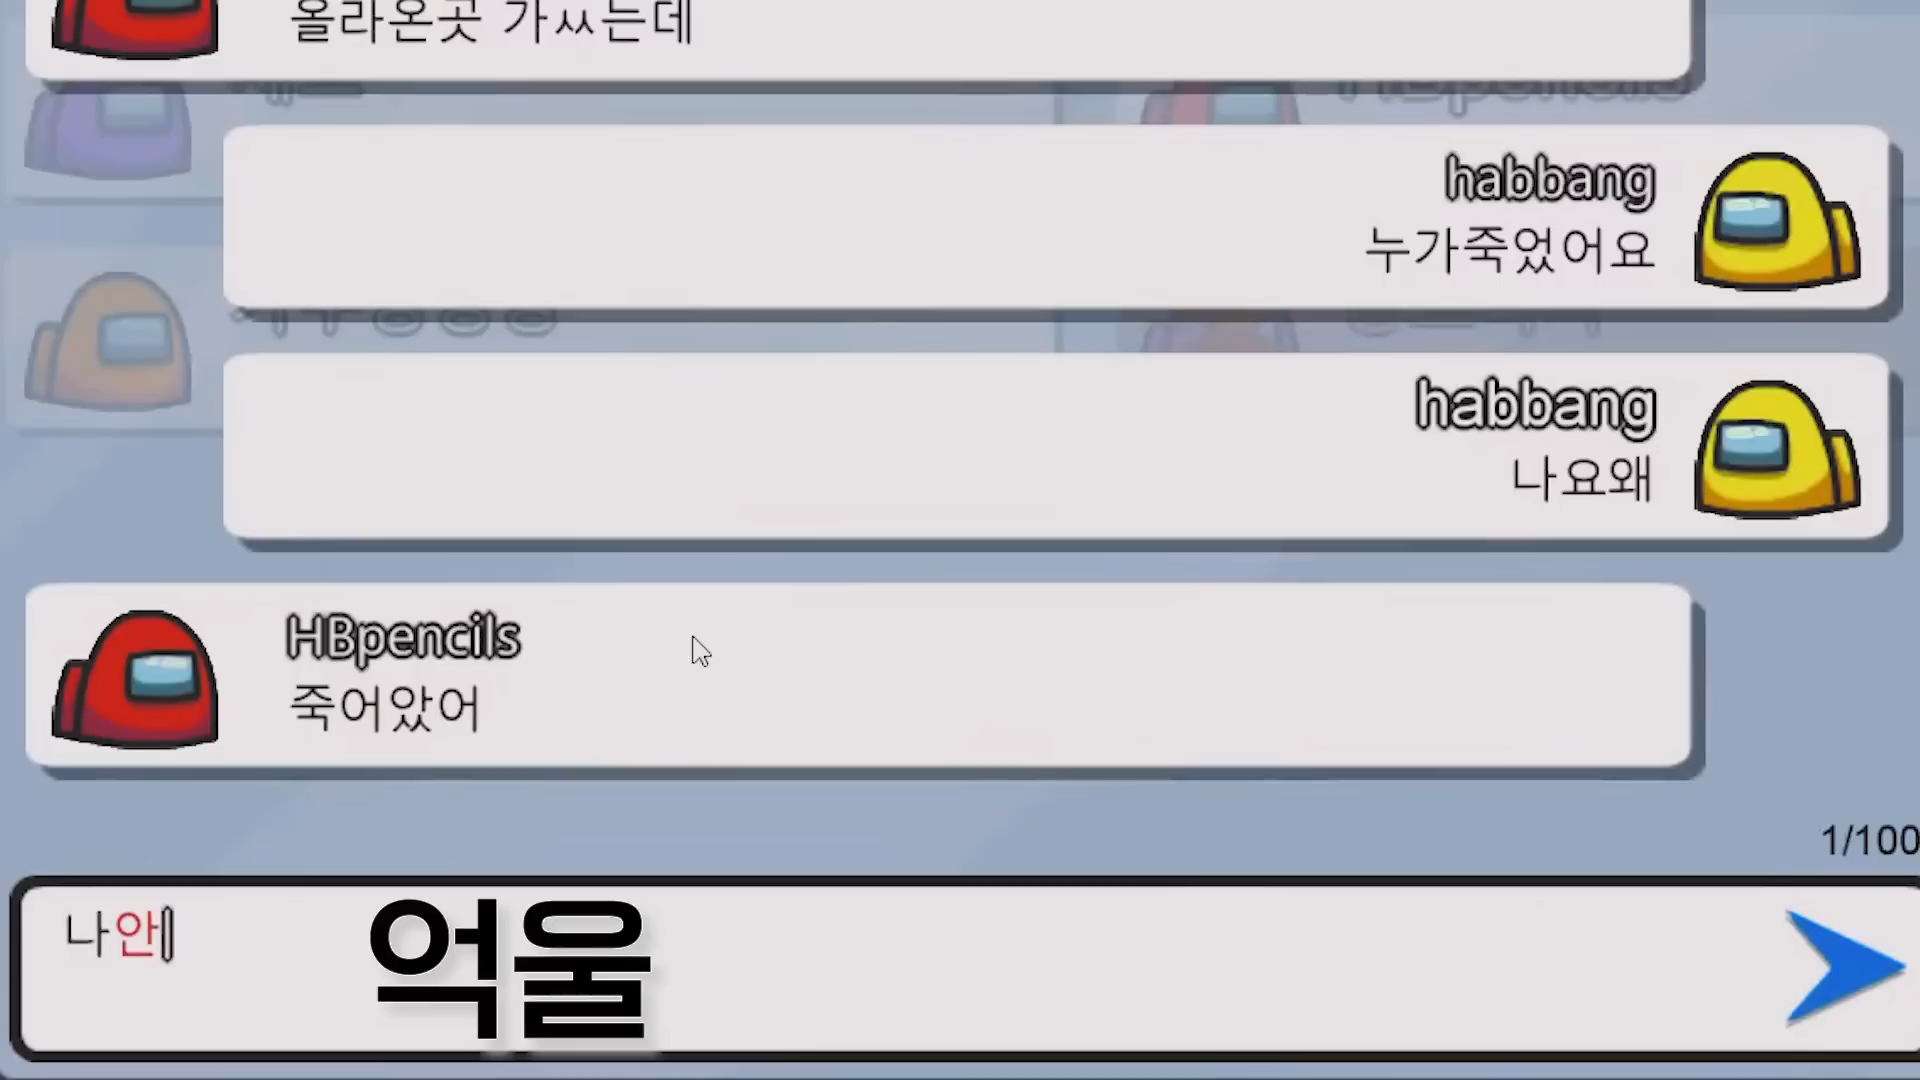 올라온곳 가ㅆ는데
habbang
누가죽었어요
habbang
나요왜
HBpencils
죽어았어
1/100
나안
억울